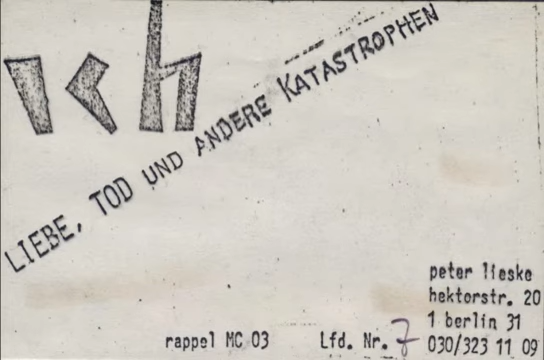 ich
LIEBE, TOD UND ANDERE KATASTROPHEN
peter lieske
hektorstr. 20
1 berlin 31
rappel MC 03 Lfd. Nr. 7 030/323 11 09